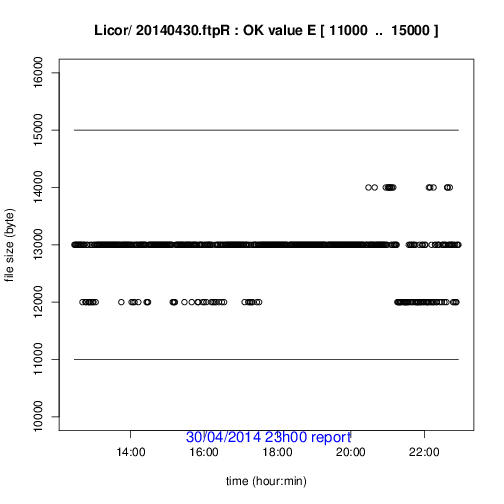 Licor/ 20140430.ftpR : OK value E [ 11000 .. 15000 ]
file size (byte)
16000
15000
14000
13000
12000
11000
10000
30/04/2014 23h00 report
14:00 16:00 18:00 20:00 22:00
time (hour:min)